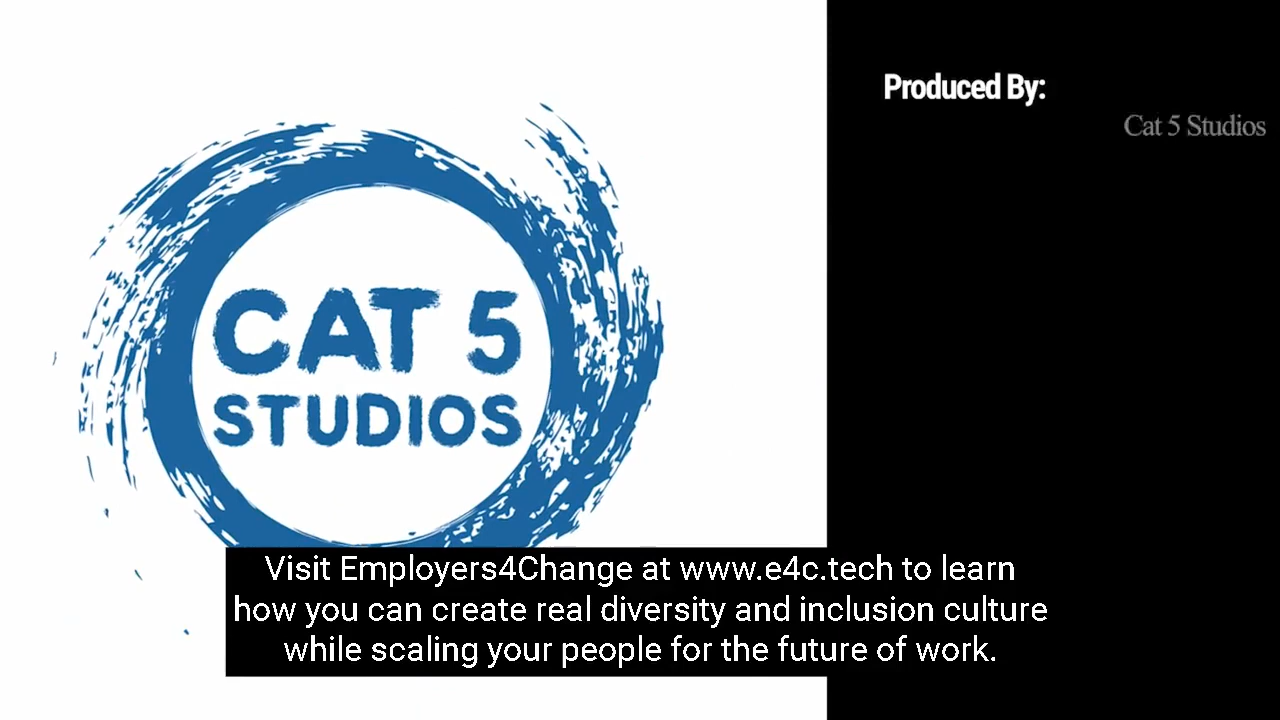 CAT 5
STUDIOS
Produced By:
Cat 5 Studios
Visit Employers4Change at www.e4c.tech to learn
how you can create real diversity and inclusion culture
while scaling your people for the future of work.